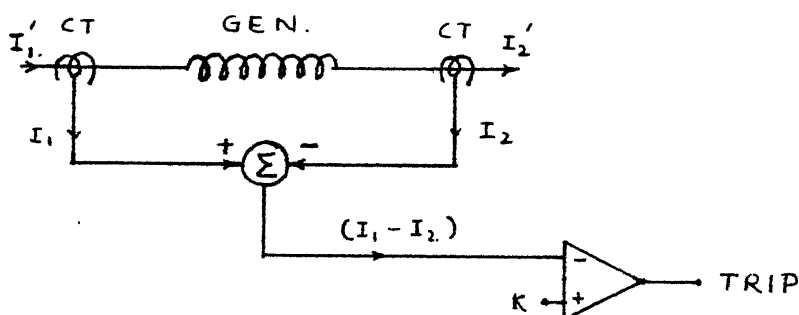 CT
GEN.
CT
I₁'.
I₂'
I₁
I₂
+
-
Σ
(I₁ - I₂.)
-
K
+
TRIP